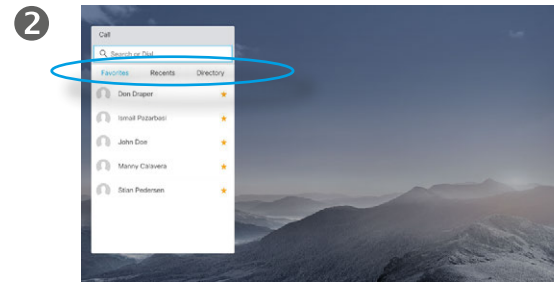 2
Call
Search or Dial
Favorites Recents Directory
Don Draper
Ismail Pazarbasi
John Doe
Manny Calavera
Stian Pedersen